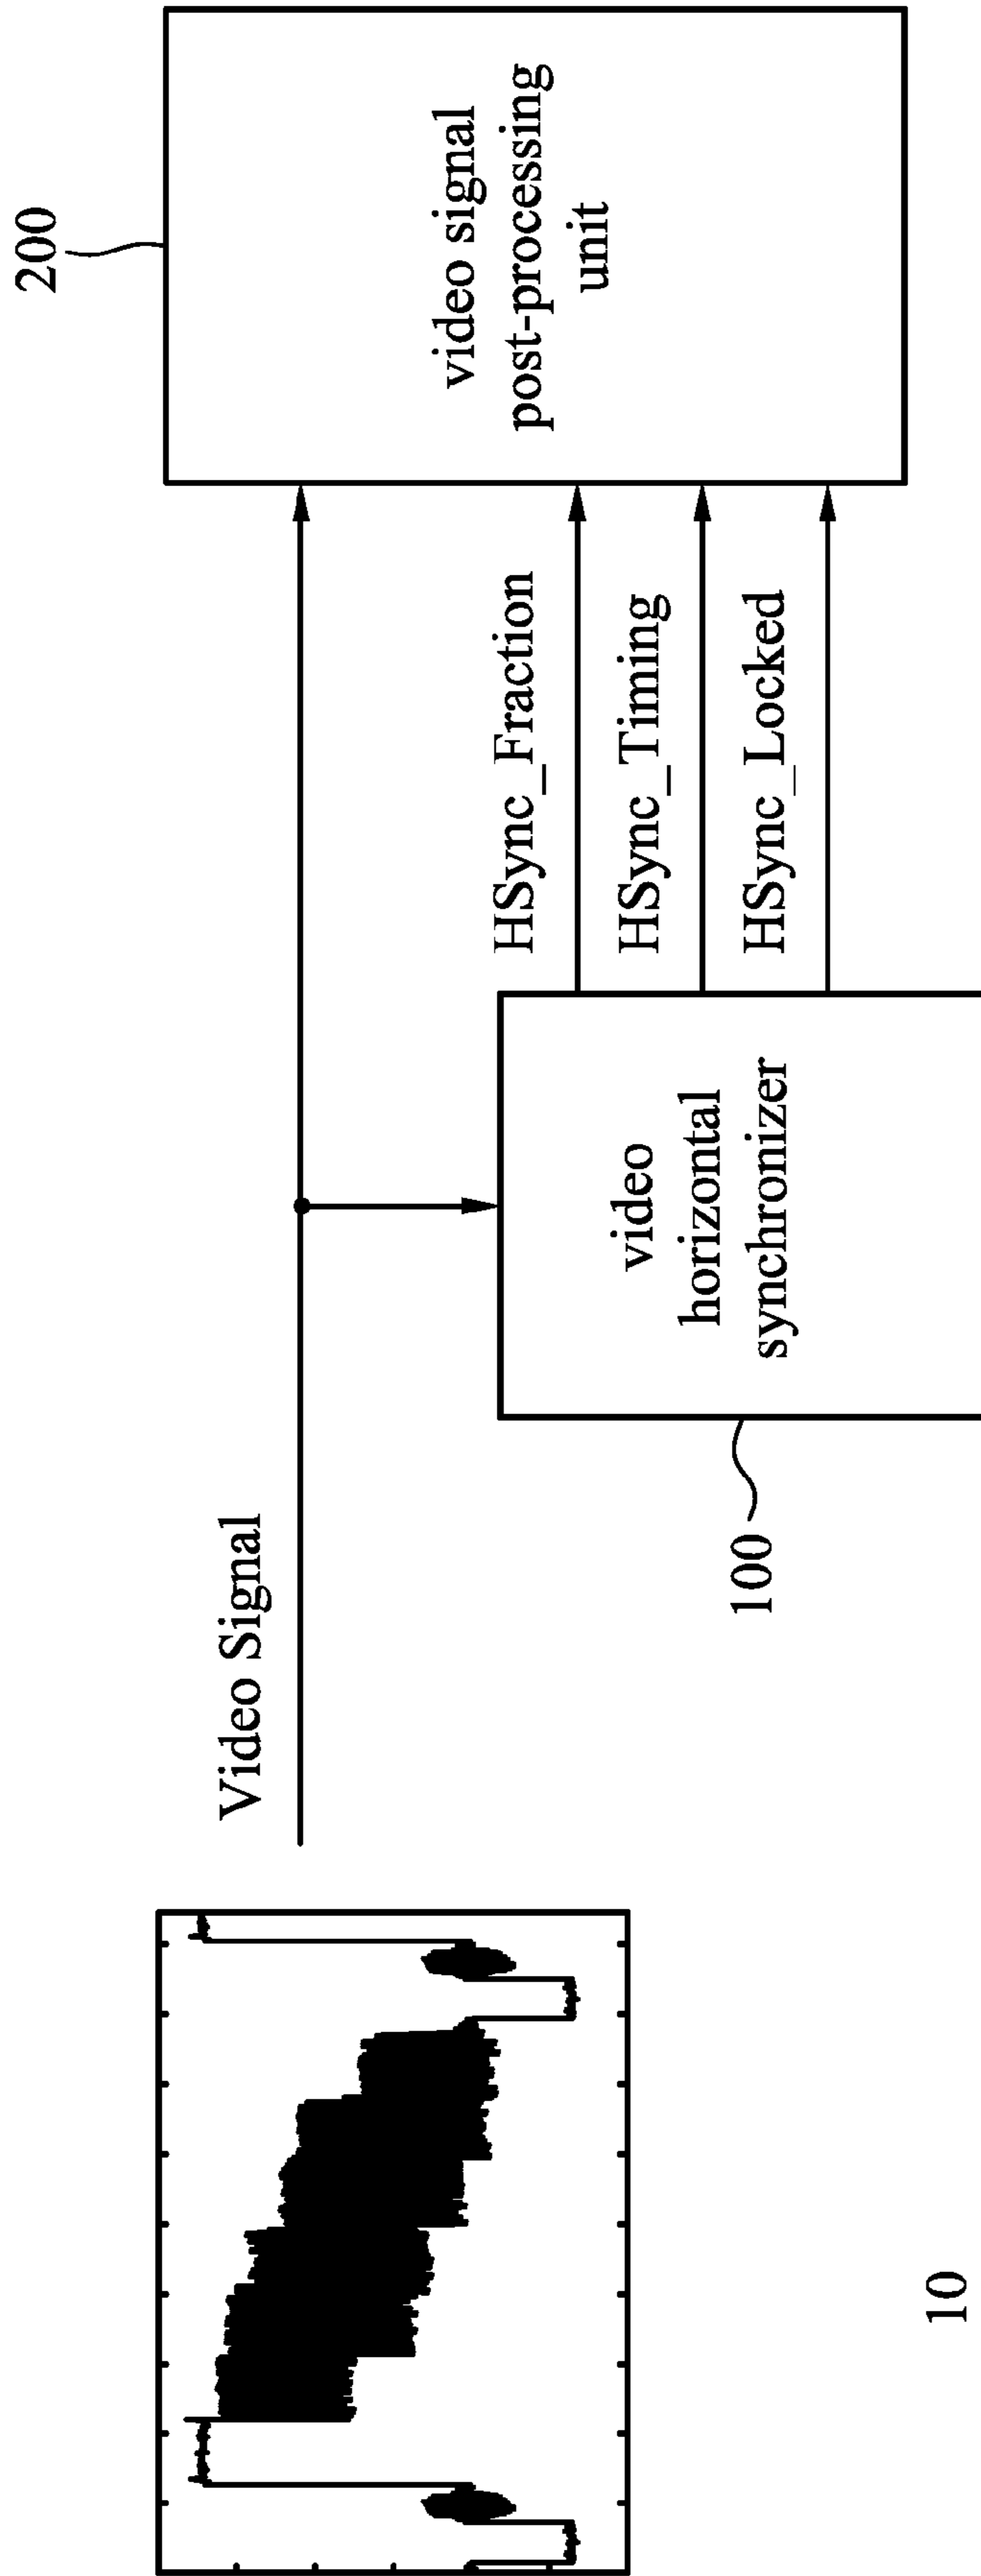 Video Signal
200
video signal
post-processing
unit
HSync_Fraction
HSync_Timing
HSync_Locked
video
horizontal
synchronizer
100
10